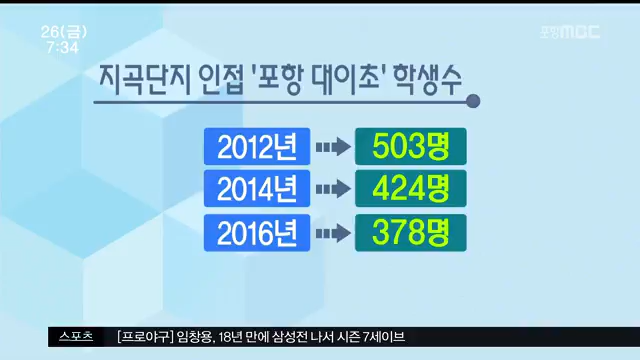 26(금)
7:34
포항MBC
지곡단지 인접 '포항 대이초' 학생수
2012년 503명
2014년 424명
2016년 378명
스포츠 [프로야구] 임창용, 18년 만에 삼성전 나서 시즌 7세이브